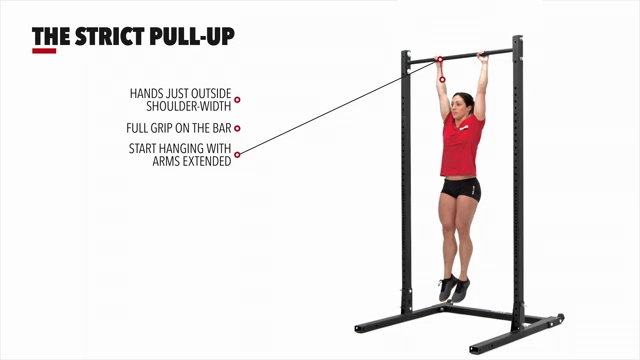 THE STRICT PULL-UP
HANDS JUST OUTSIDE
SHOULDER-WIDTH
FULL GRIP ON THE BAR
START HANGING WITH
ARMS EXTENDED